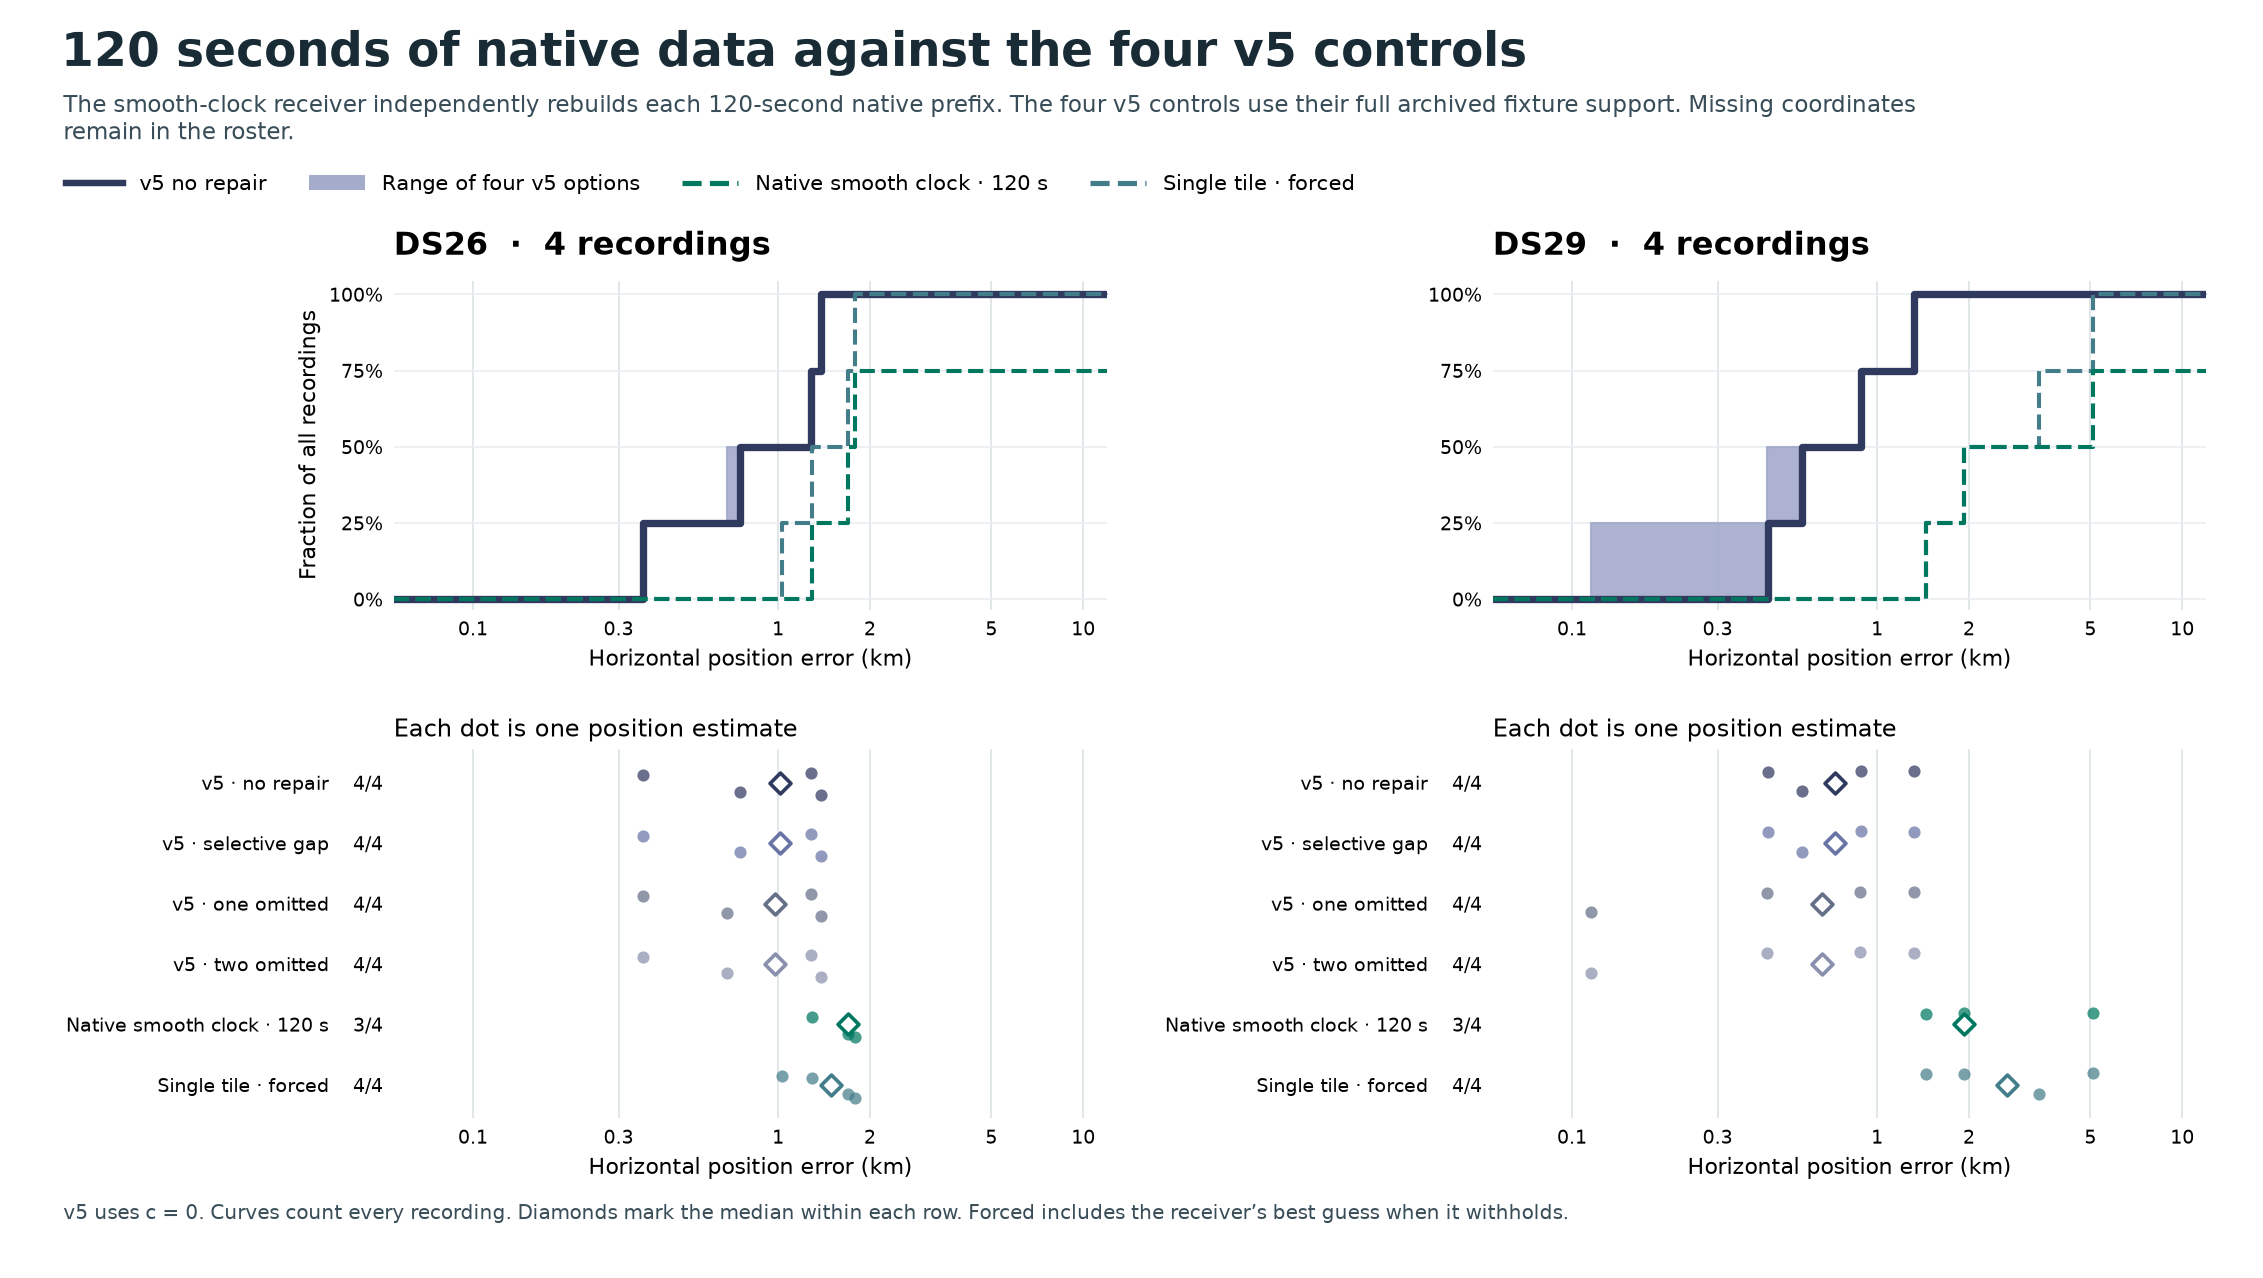 120 seconds of native data against the four v5 controls
The smooth-clock receiver independently rebuilds each 120-second native prefix. The four v5 controls use their full archived fixture support. Missing coordinates
remain in the roster.
v5 no repair
Range of four v5 options
Native smooth clock · 120 s
Single tile · forced
DS26 · 4 recordings
Fraction of all recordings
100%
75%
50%
25%
0%
0.1 0.3 1 2 5 10
Horizontal position error (km)
DS29 · 4 recordings
100%
75%
50%
25%
0%
0.1 0.3 1 2 5 10
Horizontal position error (km)
Each dot is one position estimate
v5 · no repair 4/4
v5 · selective gap 4/4
v5 · one omitted 4/4
v5 · two omitted 4/4
Native smooth clock · 120 s 3/4
Single tile · forced 4/4
0.1 0.3 1 2 5 10
Horizontal position error (km)
Each dot is one position estimate
v5 · no repair 4/4
v5 · selective gap 4/4
v5 · one omitted 4/4
v5 · two omitted 4/4
Native smooth clock · 120 s 3/4
Single tile · forced 4/4
0.1 0.3 1 2 5 10
Horizontal position error (km)
v5 uses c = 0. Curves count every recording. Diamonds mark the median within each row. Forced includes the receiver’s best guess when it withholds.